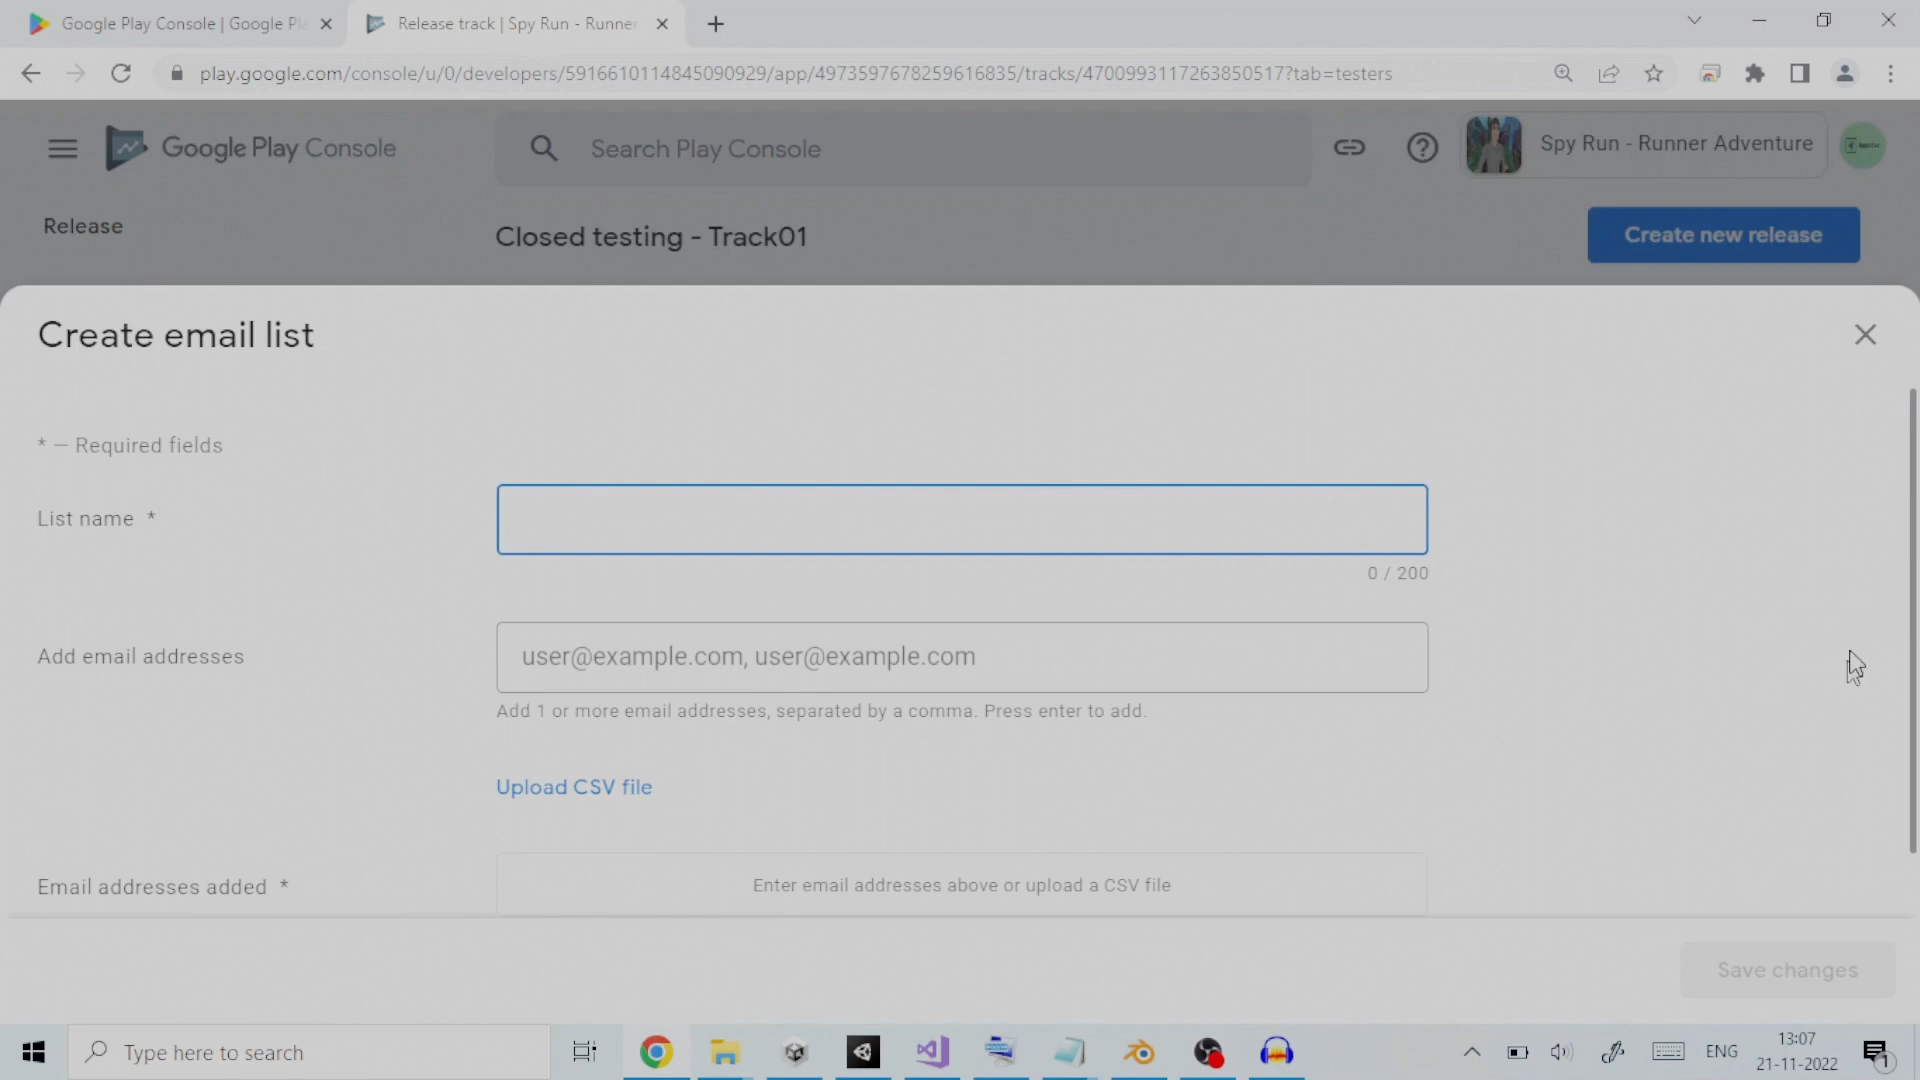 Google Play Console | Google Pl
Release track | Spy Run - Runner
play.google.com/console/u/0/developers/5916610114845090929/app/4973597678259616835/tracks/4700993117263850517?tab=testers
Google Play Console
Search Play Console
Spy Run - Runner Adventure
Release
Closed testing - Track01
Create new release
Create email list
* — Required fields
List name *
0 / 200
Add email addresses
user@example.com, user@example.com
Add 1 or more email addresses, separated by a comma. Press enter to add.
Upload CSV file
Email addresses added *
Enter email addresses above or upload a CSV file
Save changes
Type here to search
ENG
13:07
21-11-2022
1